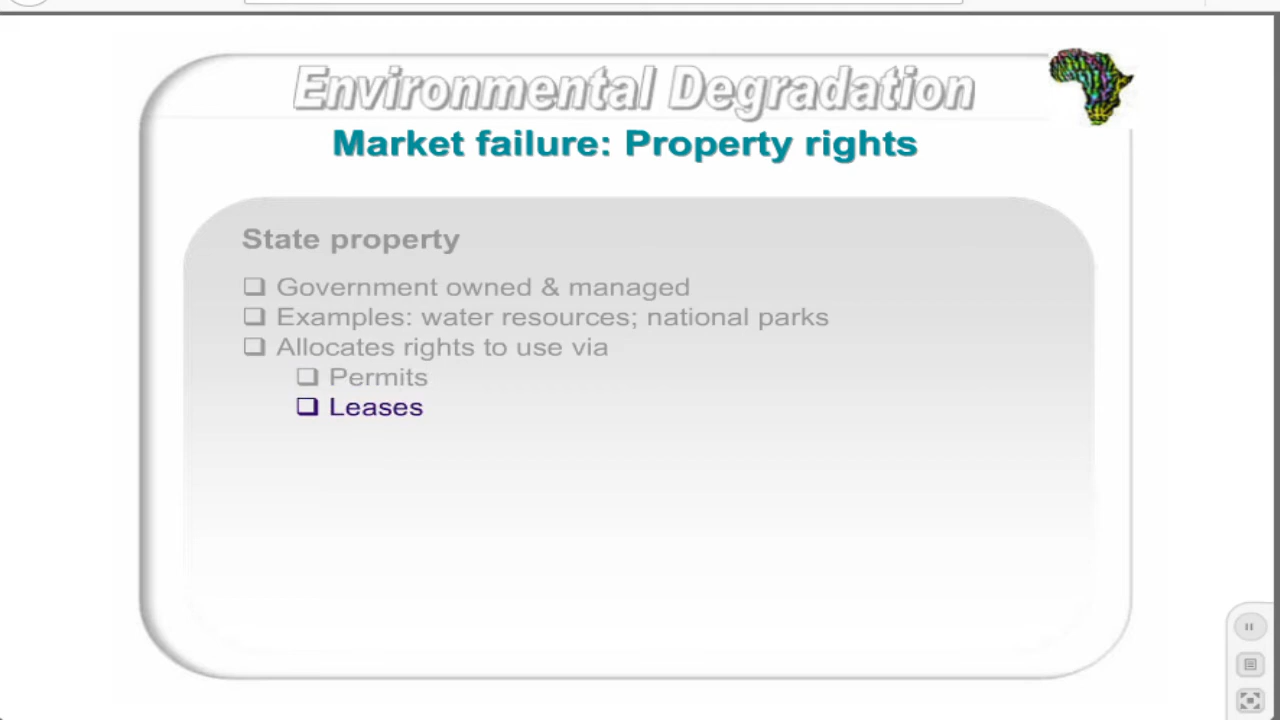 Environmental Degradation
Market failure: Property rights
State property
❑ Government owned & managed
❑ Examples: water resources; national parks
❑ Allocates rights to use via
❑ Permits
❑ Leases